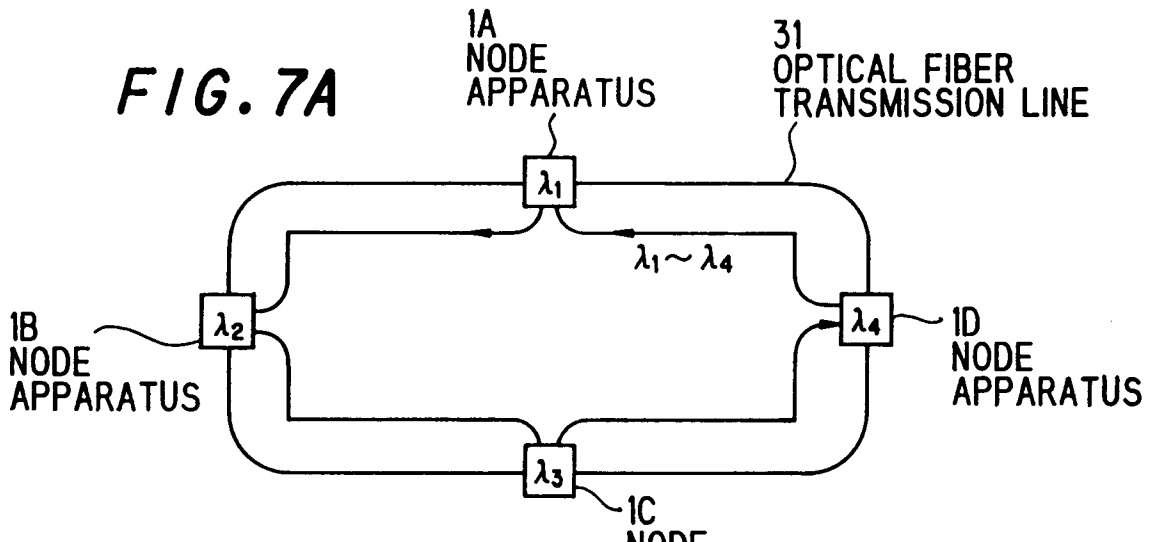 FIG. 7A
1A
NODE
APPARATUS
31
OPTICAL FIBER
TRANSMISSION LINE
λ1
λ1~λ4
1B
NODE
APPARATUS
λ2
λ4
1D
NODE
APPARATUS
λ3
1C
NODE